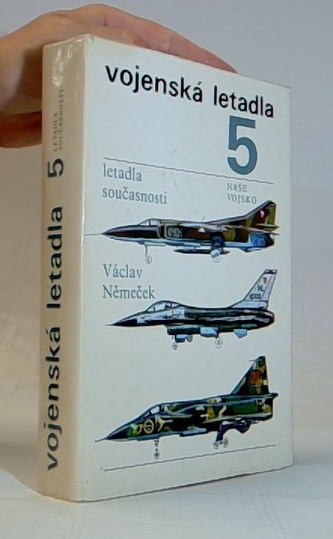 vojenská letadla
5
letadla
současnosti
NAŠE
VOJSKO
Václav
Němeček
vojenská letadla 5 LETADLA
SOUČASNOSTI